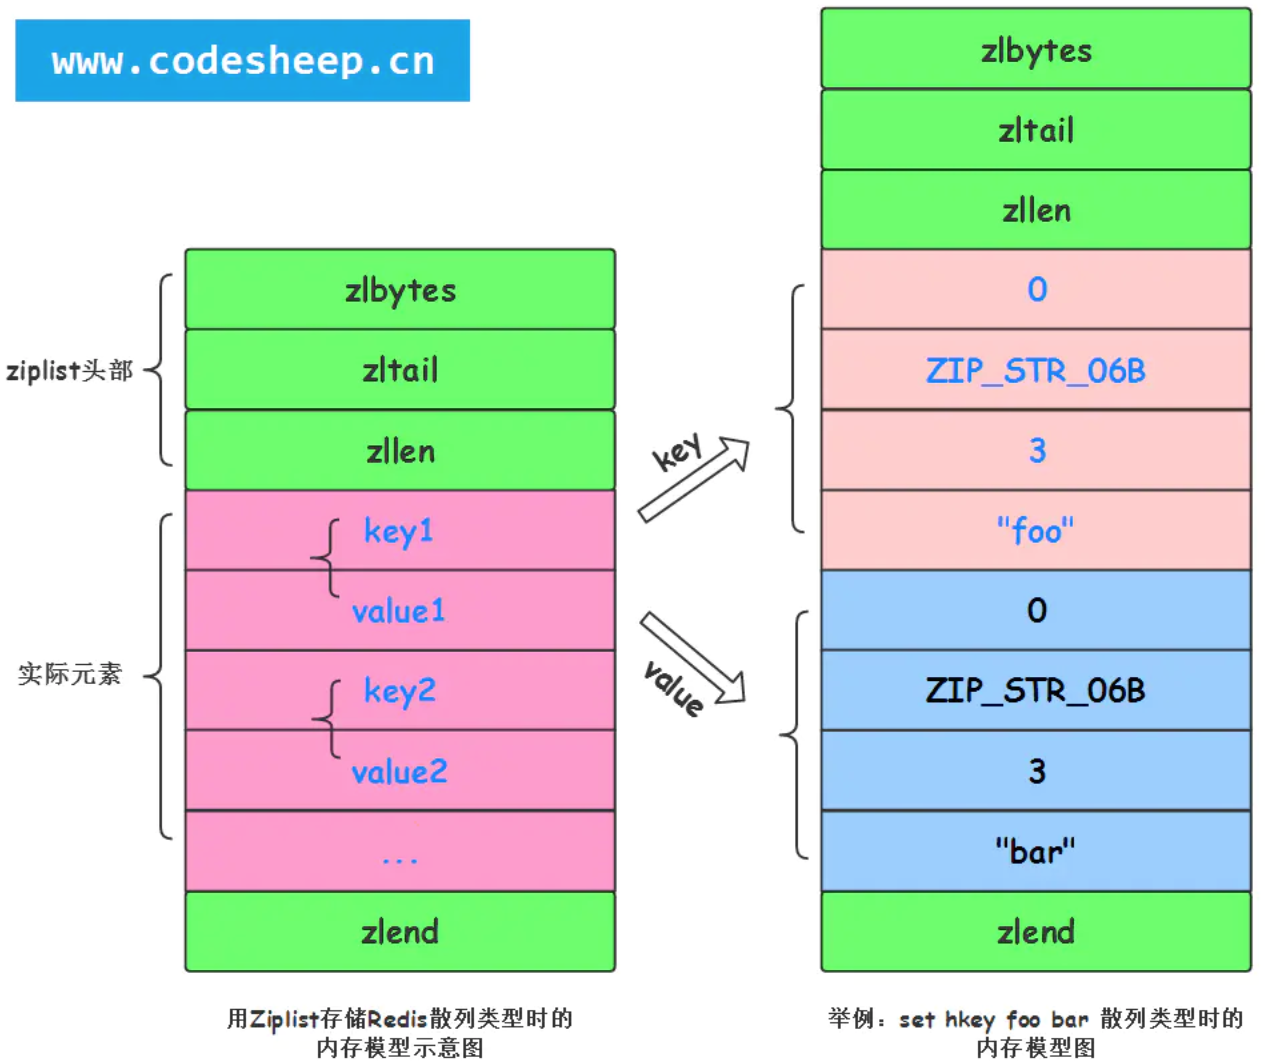 www.codesheep.cn
ziplist头部
实际元素
zlbytes
zltail
zllen
key1
value1
key2
value2
...
zlend
用Ziplist存储Redis散列类型时的
内存模型示意图
key
value
zlbytes
zltail
zllen
0
ZIP_STR_06B
3
"foo"
0
ZIP_STR_06B
3
"bar"
zlend
举例：set hkey foo bar 散列类型时的
内存模型图